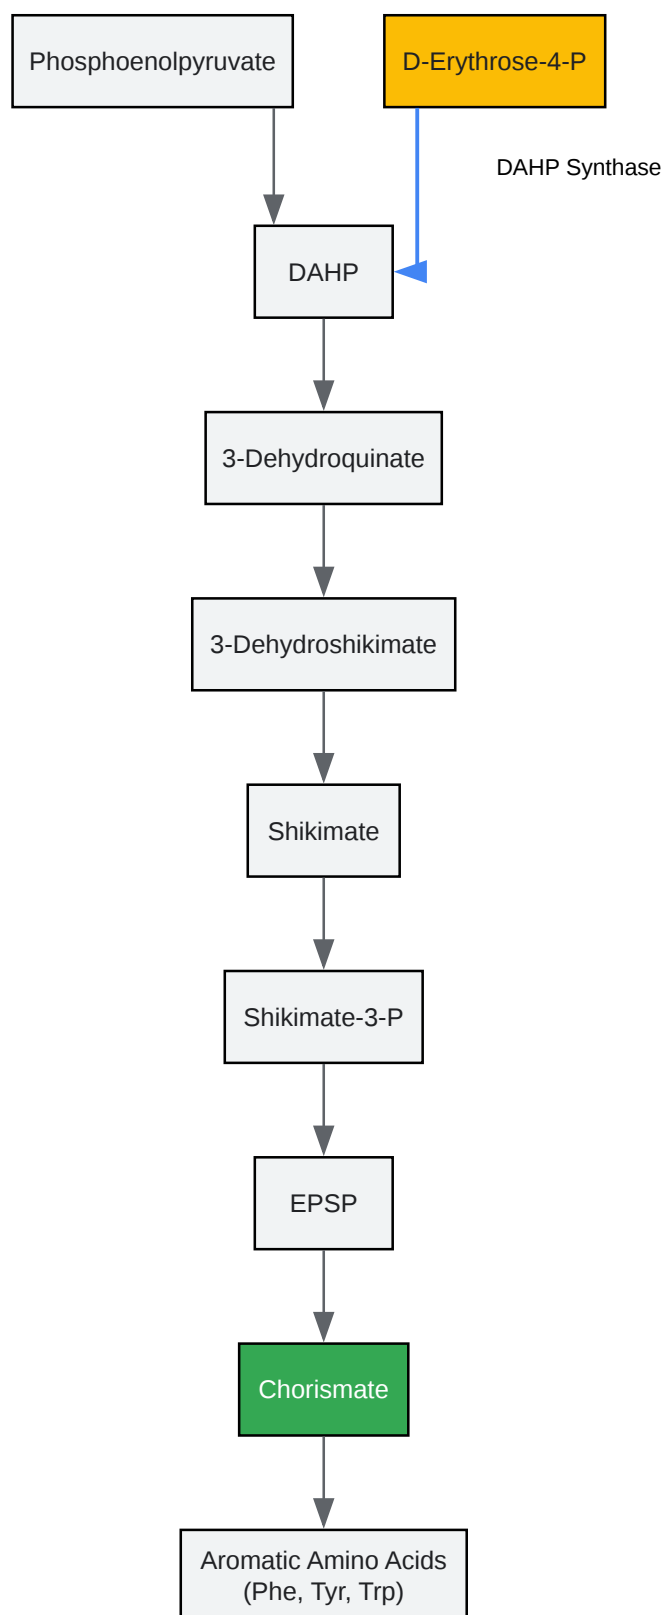 Phosphoenolpyruvate
D-Erythrose-4-P
DAHP Synthase
DAHP
3-Dehydroquinate
3-Dehydroshikimate
Shikimate
Shikimate-3-P
EPSP
Chorismate
Aromatic Amino Acids
(Phe, Tyr, Trp)